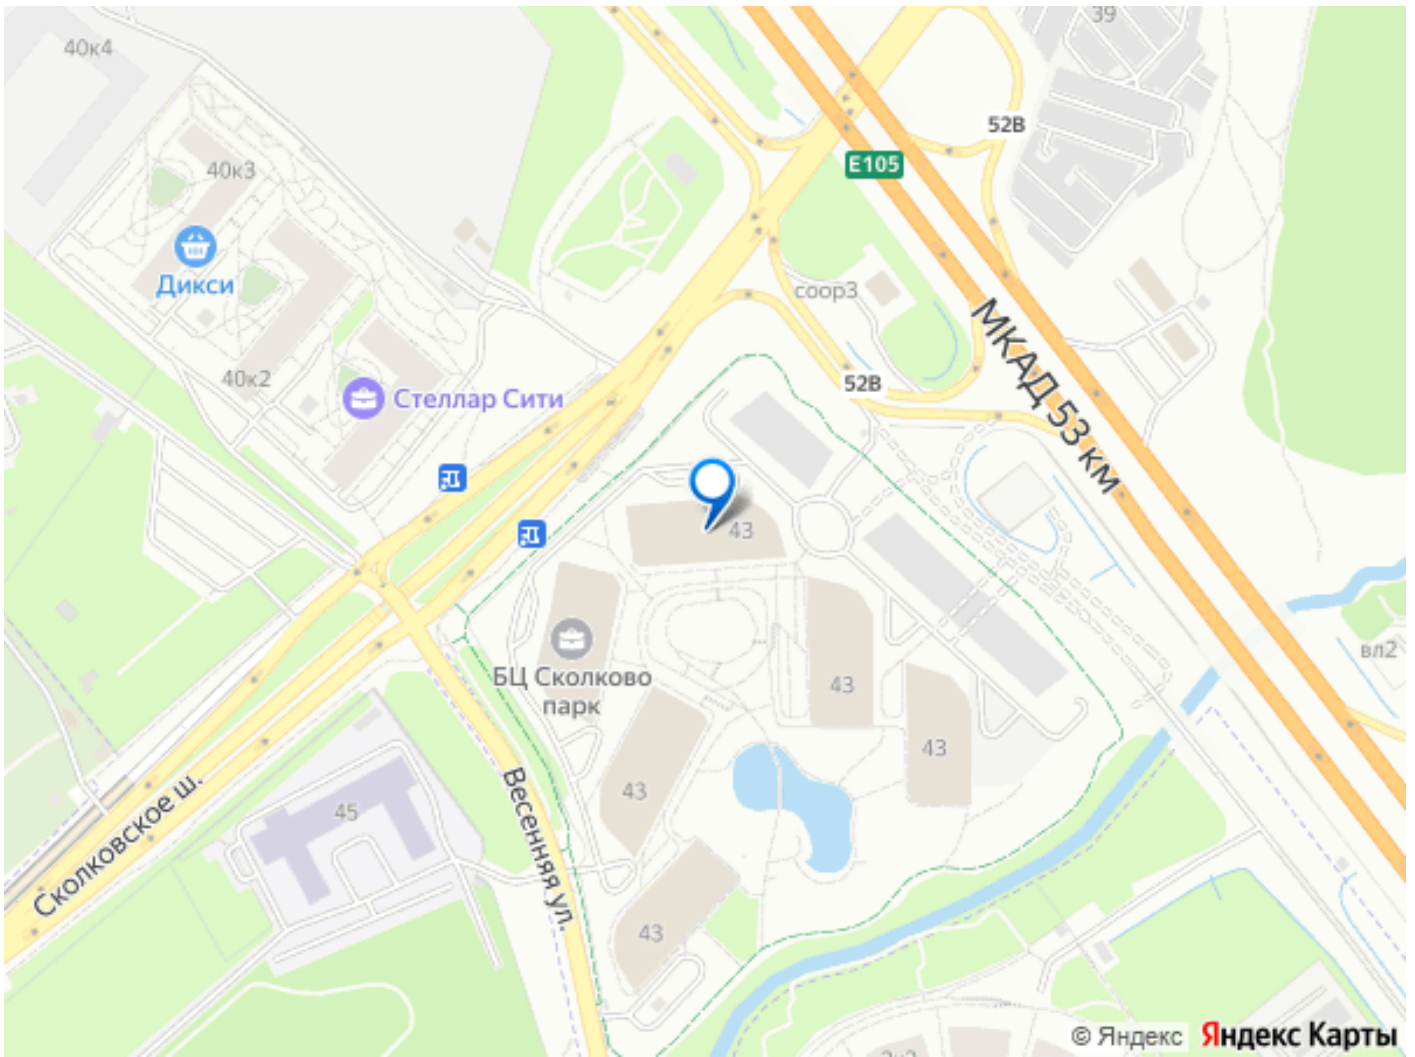 39
40к4
52В
E105
40к3
Дикси
соор3
МКАД 53 км
40к2
52В
Стеллар Сити
43
БЦ Сколково
парк
43
вл2
43
43
45
Весенняя ул.
Сколковское ш.
43
© Яндекс
Яндекс Карты